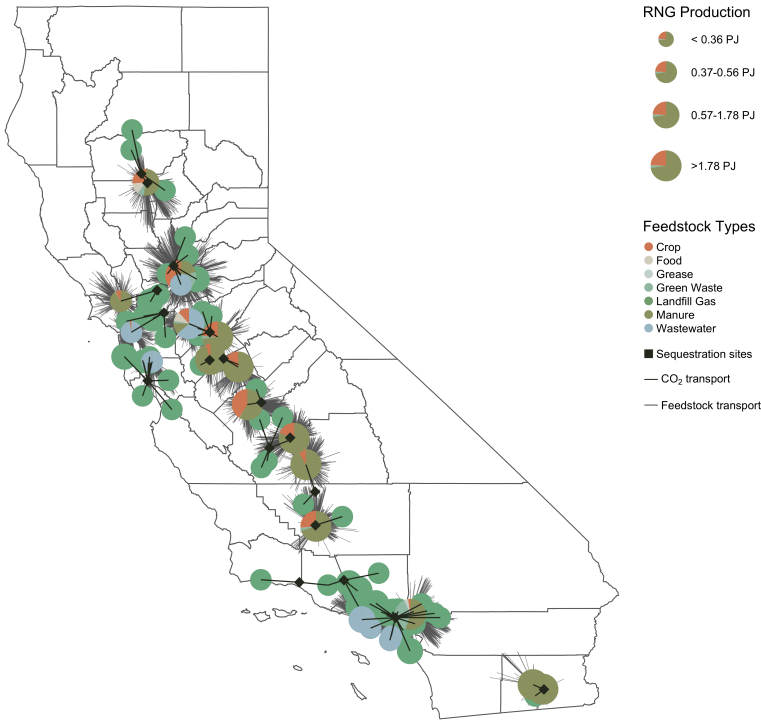 RNG Production
< 0.36 PJ
0.37-0.56 PJ
0.57-1.78 PJ
>1.78 PJ
Feedstock Types
Crop
Food
Grease
Green Waste
Landfill Gas
Manure
Wastewater
Sequestration sites
CO₂ transport
Feedstock transport